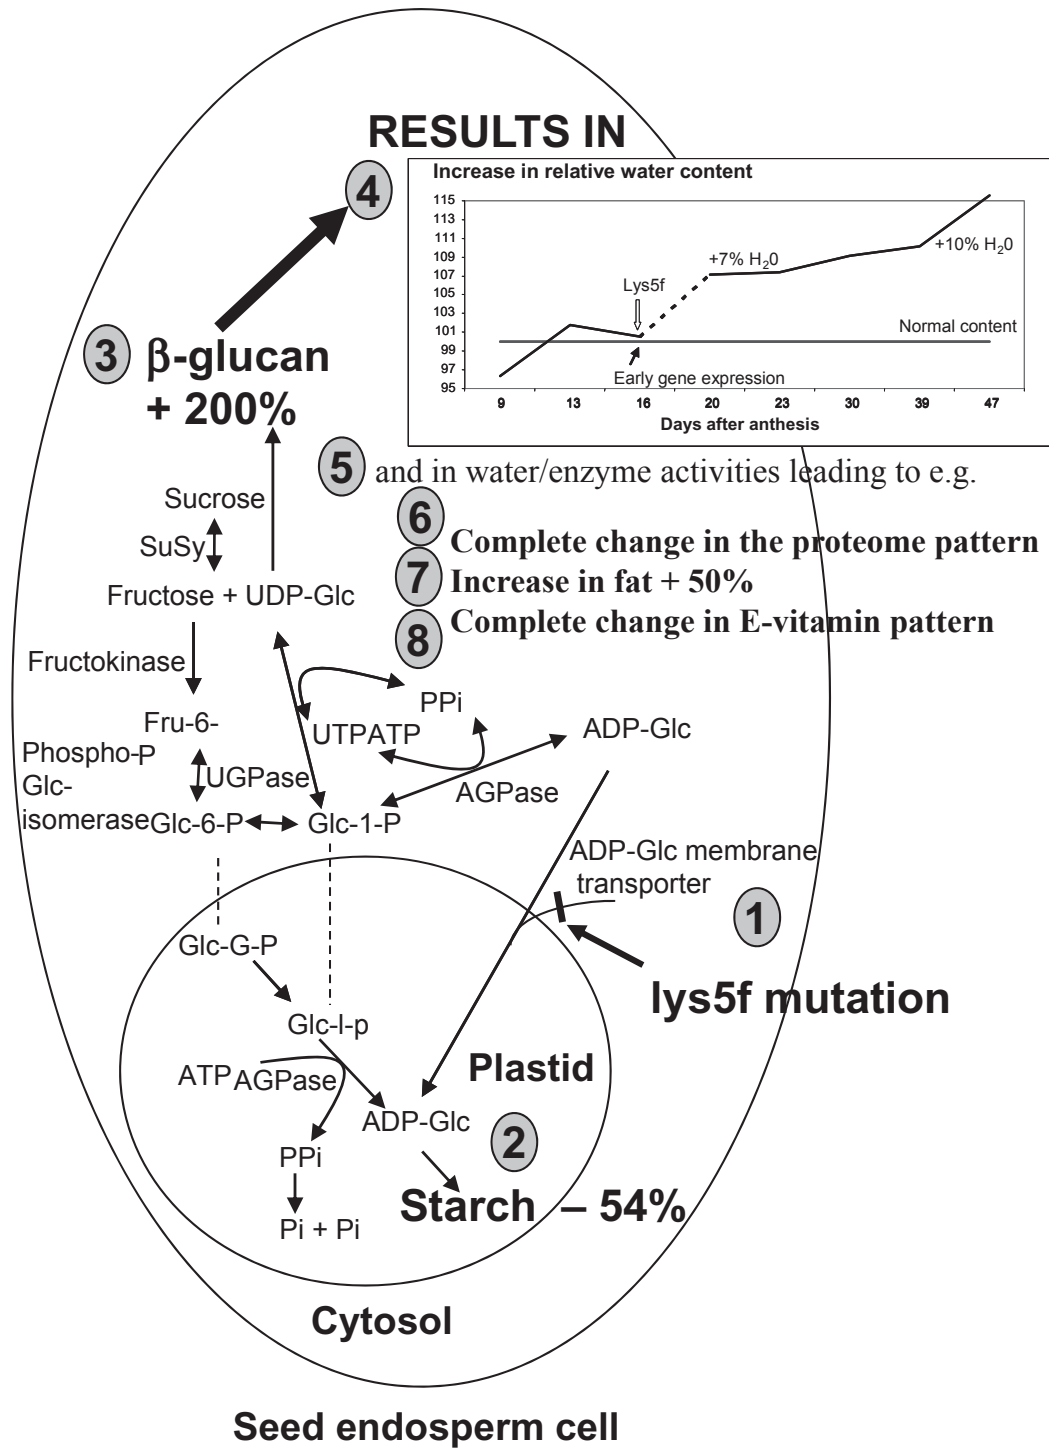 RESULTS IN
4
Increase in relative water content
115
113
111
109
107
105
103
101
99
97
95
+7% H20
+10% H20
Lys5f
Normal content
Early gene expression
9 13 16 20 23 30 39 47
Days after anthesis
3 β-glucan
+ 200%
5 and in water/enzyme activities leading to e.g.
6
Complete change in the proteome pattern
7 Increase in fat + 50%
8 Complete change in E-vitamin pattern
Sucrose
SuSy
Fructose + UDP-Glc
Fructokinase
PPi
Fru-6-
UTPATP
ADP-Glc
Phospho-P
Glc-
UGPase
AGPase
isomerase Glc-6-P
Glc-1-P
ADP-Glc membrane
transporter
1
lys5f mutation
Glc-G-P
Glc-l-p
Plastid
ATP AGPase
ADP-Glc
2
PPi
Starch – 54%
Pi + Pi
Cytosol
Seed endosperm cell